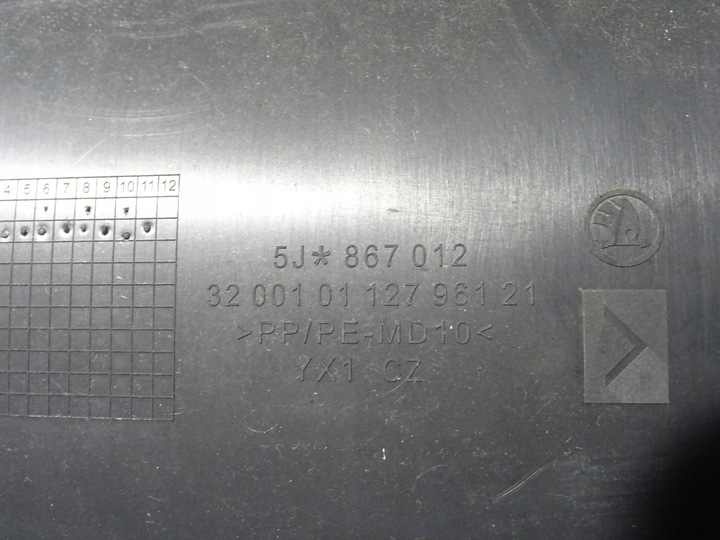 4 5 6 7 8 9 10 11 12
5J* 867 012
32 001 01 127 961 21
>PP/PE-MD10<
YX1 CZ